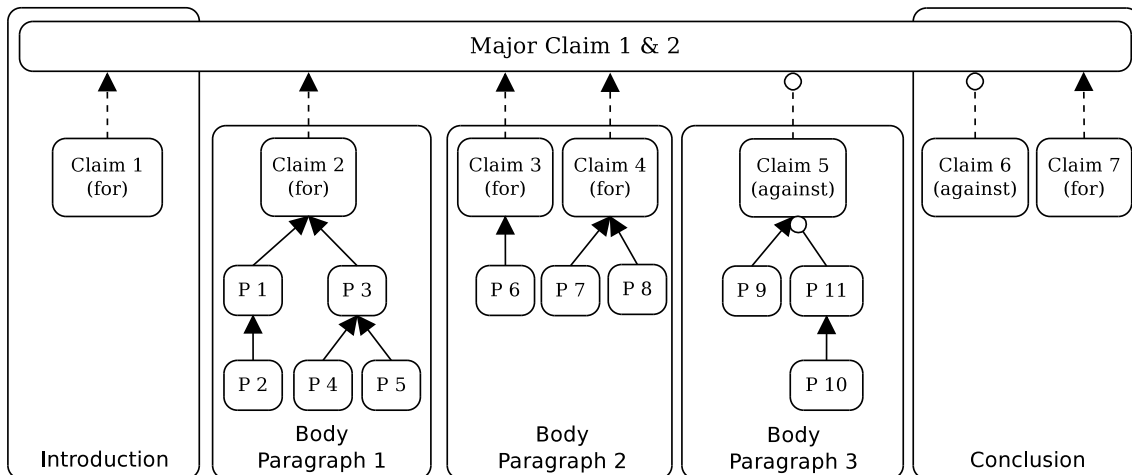 Major Claim 1 & 2
Claim 1
(for)
Claim 2
(for)
Claim 3
(for)
Claim 4
(for)
Claim 5
(against)
Claim 6
(against)
Claim 7
(for)
P 1
P 3
P 6
P 7
P 8
P 9
P 11
P 2
P 4
P 5
P 10
Introduction
Body
Paragraph 1
Body
Paragraph 2
Body
Paragraph 3
Conclusion